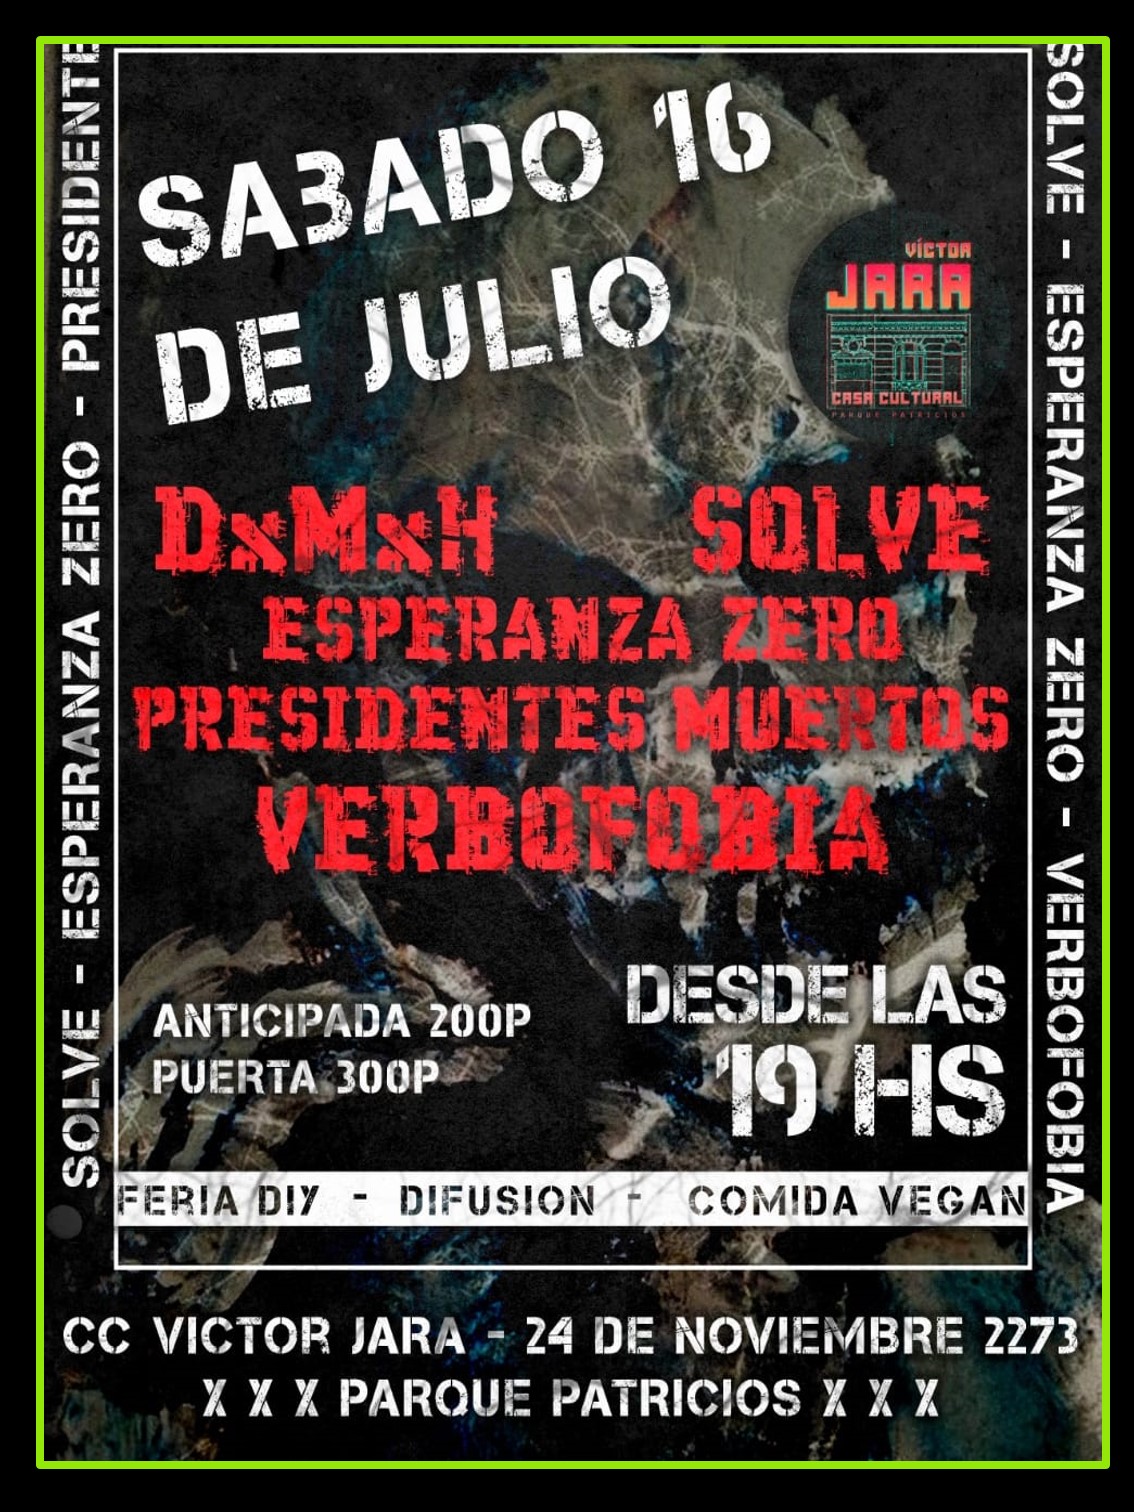 SABADO 16
DE JULIO
VÍCTOR
JARA
CASA CULTURAL
PARQUE PATRICIOS
DxMxH SOLVE
ESPERANZA ZERO
PRESIDENTES MUERTOS
VERBOFOBIA
ANTICIPADA 200P
PUERTA 300P
DESDE LAS
19 HS
FERIA DIY - DIFUSION - COMIDA VEGAN
CC VICTOR JARA - 24 DE NOVIEMBRE 2273
X X X PARQUE PATRICIOS X X X
SOLVE - ESPERANZA ZERO - PRESIDENTE
SOLVE - ESPERANZA ZERO - VERBOFOBIA